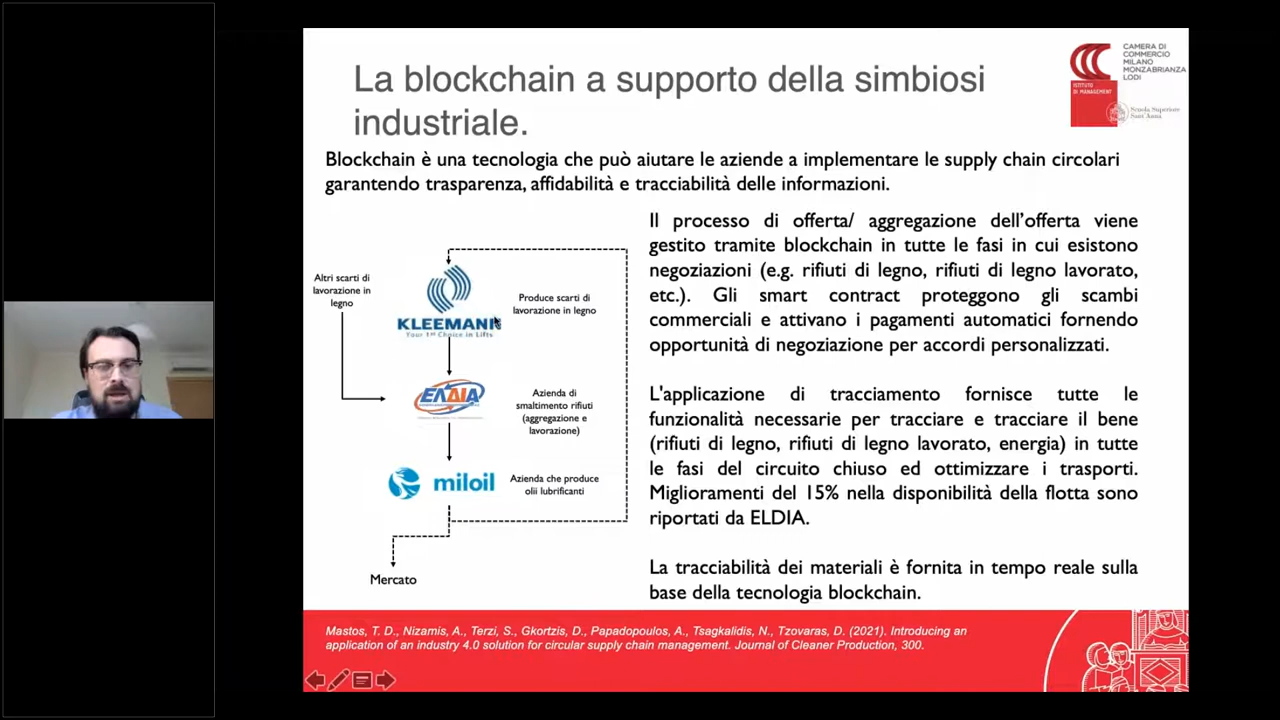 La blockchain a supporto della simbiosi
industriale.
CAMERA DI
COMMERCIO
MILANO
MONZABRIANZA
LODI
ISTITUTO
DI MANAGEMENT
Scuola Superiore
Sant'Anna
Blockchain è una tecnologia che può aiutare le aziende a implementare le supply chain circolari
garantendo trasparenza, affidabilità e tracciabilità delle informazioni.
Altri scarti di
lavorazione in
legno
KLEEMANN
Your 1st Choice in Lifts
Produce scarti di
lavorazione in legno
ΕΛΔΙΑ
Azienda di
smaltimento rifiuti
(aggregazione e
lavorazione)
miloil
Azienda che produce
olii lubrificanti
Mercato
Il processo di offerta/ aggregazione dell'offerta viene
gestito tramite blockchain in tutte le fasi in cui esistono
negoziazioni (e.g. rifiuti di legno, rifiuti di legno lavorato,
etc.). Gli smart contract proteggono gli scambi
commerciali e attivano i pagamenti automatici fornendo
opportunità di negoziazione per accordi personalizzati.
L'applicazione di tracciamento fornisce tutte le
funzionalità necessarie per tracciare e tracciare il bene
(rifiuti di legno, rifiuti di legno lavorato, energia) in tutte
le fasi del circuito chiuso ed ottimizzare i trasporti.
Miglioramenti del 15% nella disponibilità della flotta sono
riportati da ELDIA.
La tracciabilità dei materiali è fornita in tempo reale sulla
base della tecnologia blockchain.
Mastos, T. D., Nizamis, A., Terzi, S., Gkortzis, D., Papadopoulos, A., Tsagkalidis, N., Tzovaras, D. (2021). Introducing an
application of an industry 4.0 solution for circular supply chain management. Journal of Cleaner Production, 300.